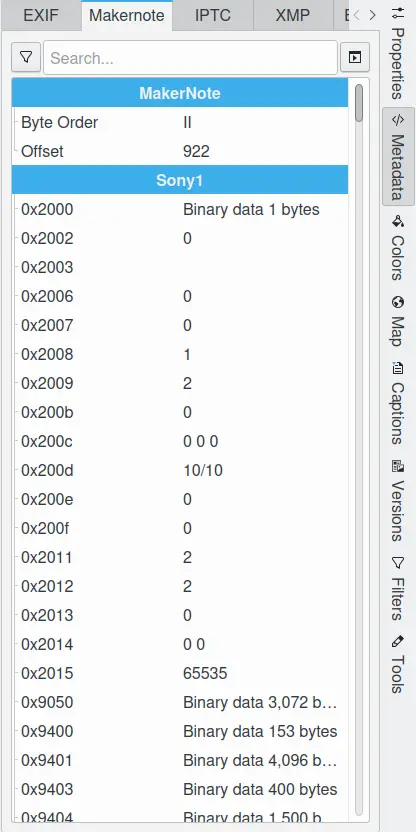 EXIF Makernote IPTC XMP
Search...
MakerNote
Byte Order II
Offset 922
Sony1
0x2000 Binary data 1 bytes
0x2002 0
0x2003
0x2006 0
0x2007 0
0x2008 1
0x2009 2
0x200b 0
0x200c 0 0 0
0x200d 10/10
0x200e 0
0x200f 0
0x2011 2
0x2012 2
0x2013 0
0x2014 0 0
0x2015 65535
0x9050 Binary data 3,072 b...
0x9400 Binary data 153 bytes
0x9401 Binary data 4,096 b...
0x9403 Binary data 400 bytes
0x9404 Binary data 1,500 b...
Properties
Metadata
Colors
Map
Captions
Versions
Filters
Tools